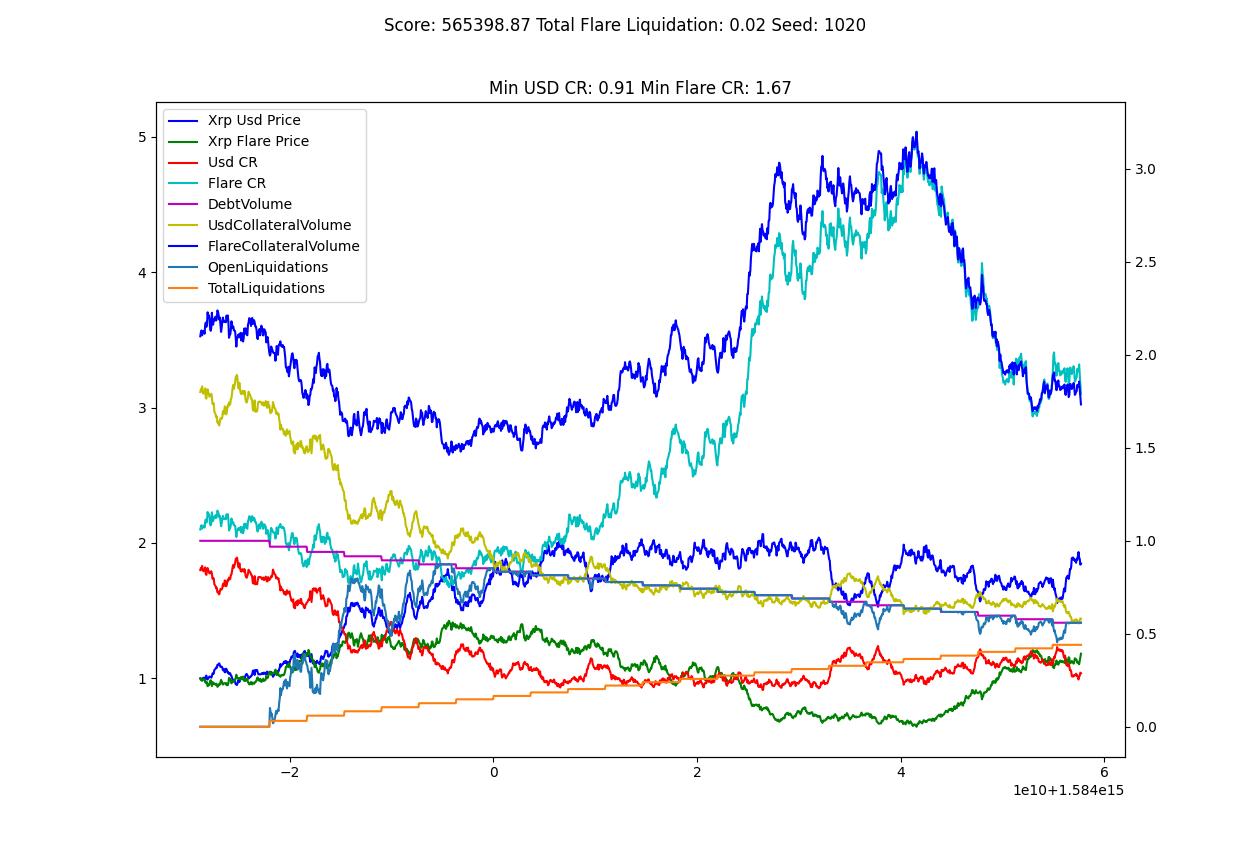 Score: 565398.87 Total Flare Liquidation: 0.02 Seed: 1020
Min USD CR: 0.91 Min Flare CR: 1.67
Xrp Usd Price
Xrp Flare Price
Usd CR
Flare CR
DebtVolume
UsdCollateralVolume
FlareCollateralVolume
OpenLiquidations
TotalLiquidations
5
4
3
2
1
3.0
2.5
2.0
1.5
1.0
0.5
0.0
−2 0 2 4 6
1e10+1.584e15